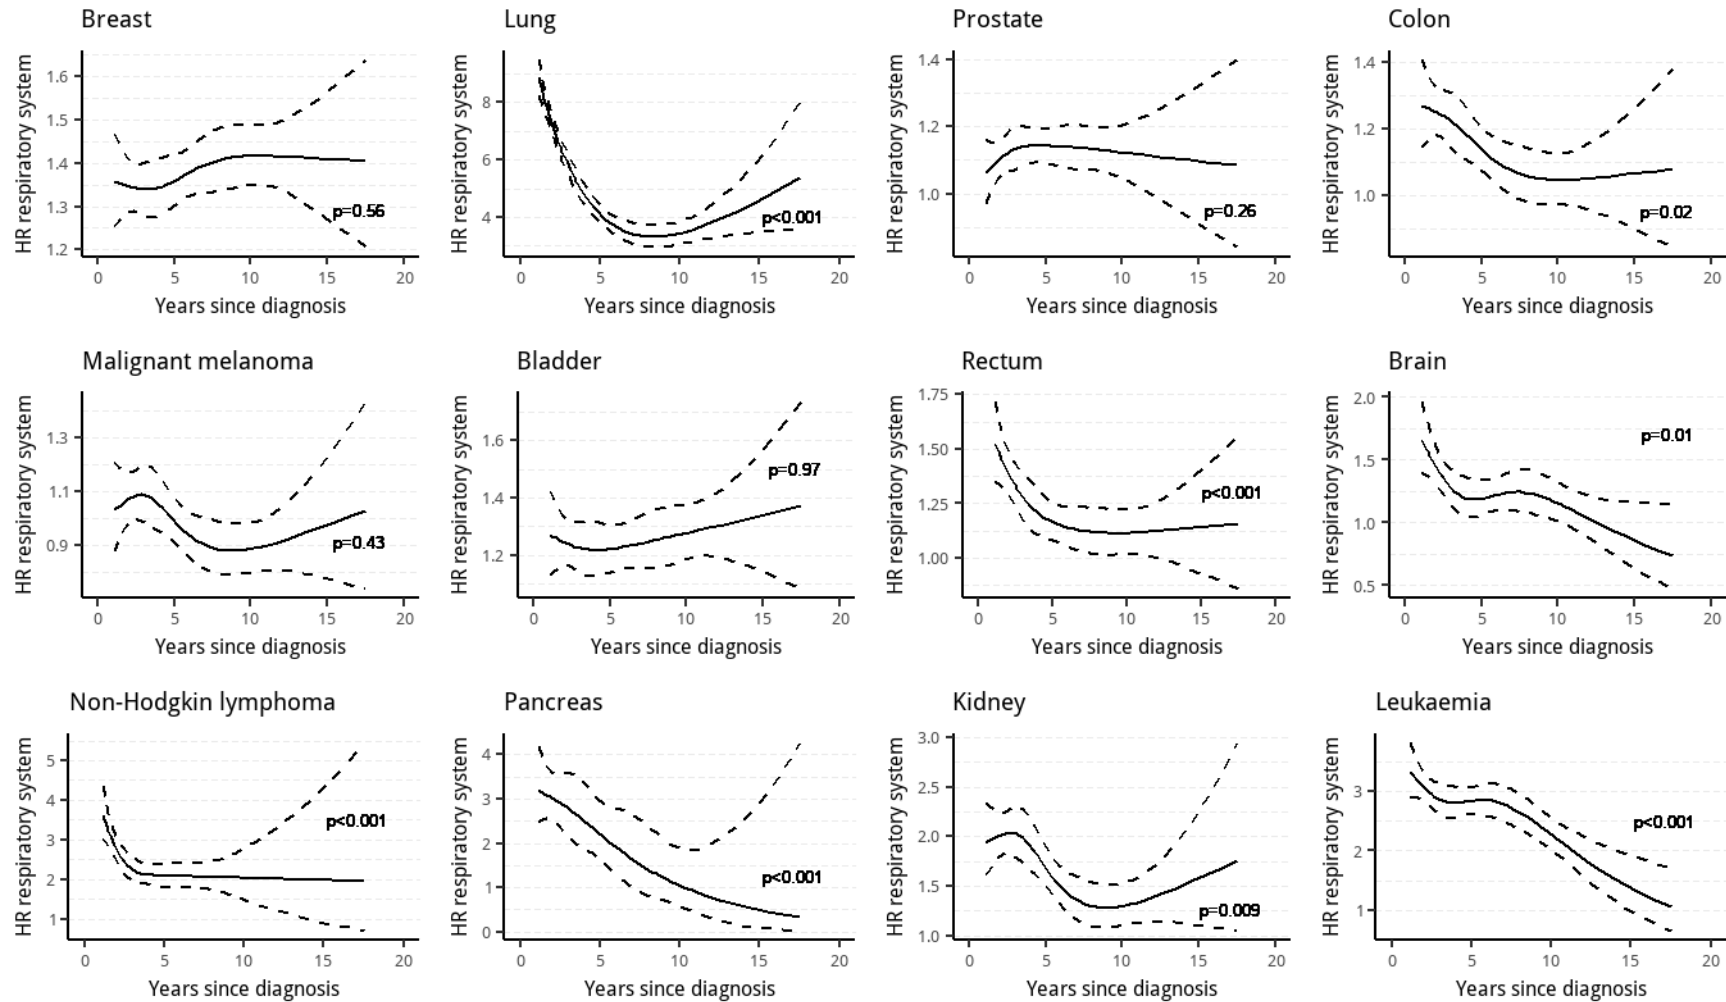 Breast
HR respiratory system
1.6
1.5
1.4
1.3
1.2
p=0.56
0 5 10 15 20
Years since diagnosis
Lung
HR respiratory system
8
6
4
p<0.001
0 5 10 15 20
Years since diagnosis
Prostate
HR respiratory system
1.4
1.2
1.0
p=0.26
0 5 10 15 20
Years since diagnosis
Colon
HR respiratory system
1.4
1.2
1.0
p=0.02
0 5 10 15 20
Years since diagnosis
Malignant melanoma
HR respiratory system
1.3
1.1
0.9
p=0.43
0 5 10 15 20
Years since diagnosis
Bladder
HR respiratory system
1.6
1.4
1.2
p=0.97
0 5 10 15 20
Years since diagnosis
Rectum
HR respiratory system
1.75
1.50
1.25
1.00
p<0.001
0 5 10 15 20
Years since diagnosis
Brain
HR respiratory system
2.0
1.5
1.0
0.5
p=0.01
0 5 10 15 20
Years since diagnosis
Non-Hodgkin lymphoma
HR respiratory system
5
4
3
2
1
p<0.001
0 5 10 15 20
Years since diagnosis
Pancreas
HR respiratory system
4
3
2
1
0
p<0.001
0 5 10 15 20
Years since diagnosis
Kidney
HR respiratory system
3.0
2.5
2.0
1.5
1.0
p=0.009
0 5 10 15 20
Years since diagnosis
Leukaemia
HR respiratory system
3
2
1
p<0.001
0 5 10 15 20
Years since diagnosis